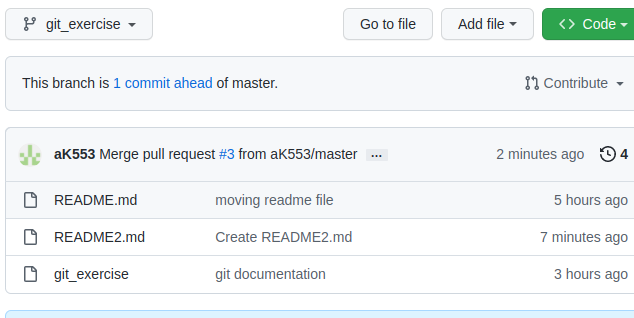 git_exercise Go to file Add file Code
This branch is 1 commit ahead of master. Contribute
aK553 Merge pull request #3 from aK553/master ... 2 minutes ago 4
README.md moving readme file 5 hours ago
README2.md Create README2.md 7 minutes ago
git_exercise git documentation 3 hours ago